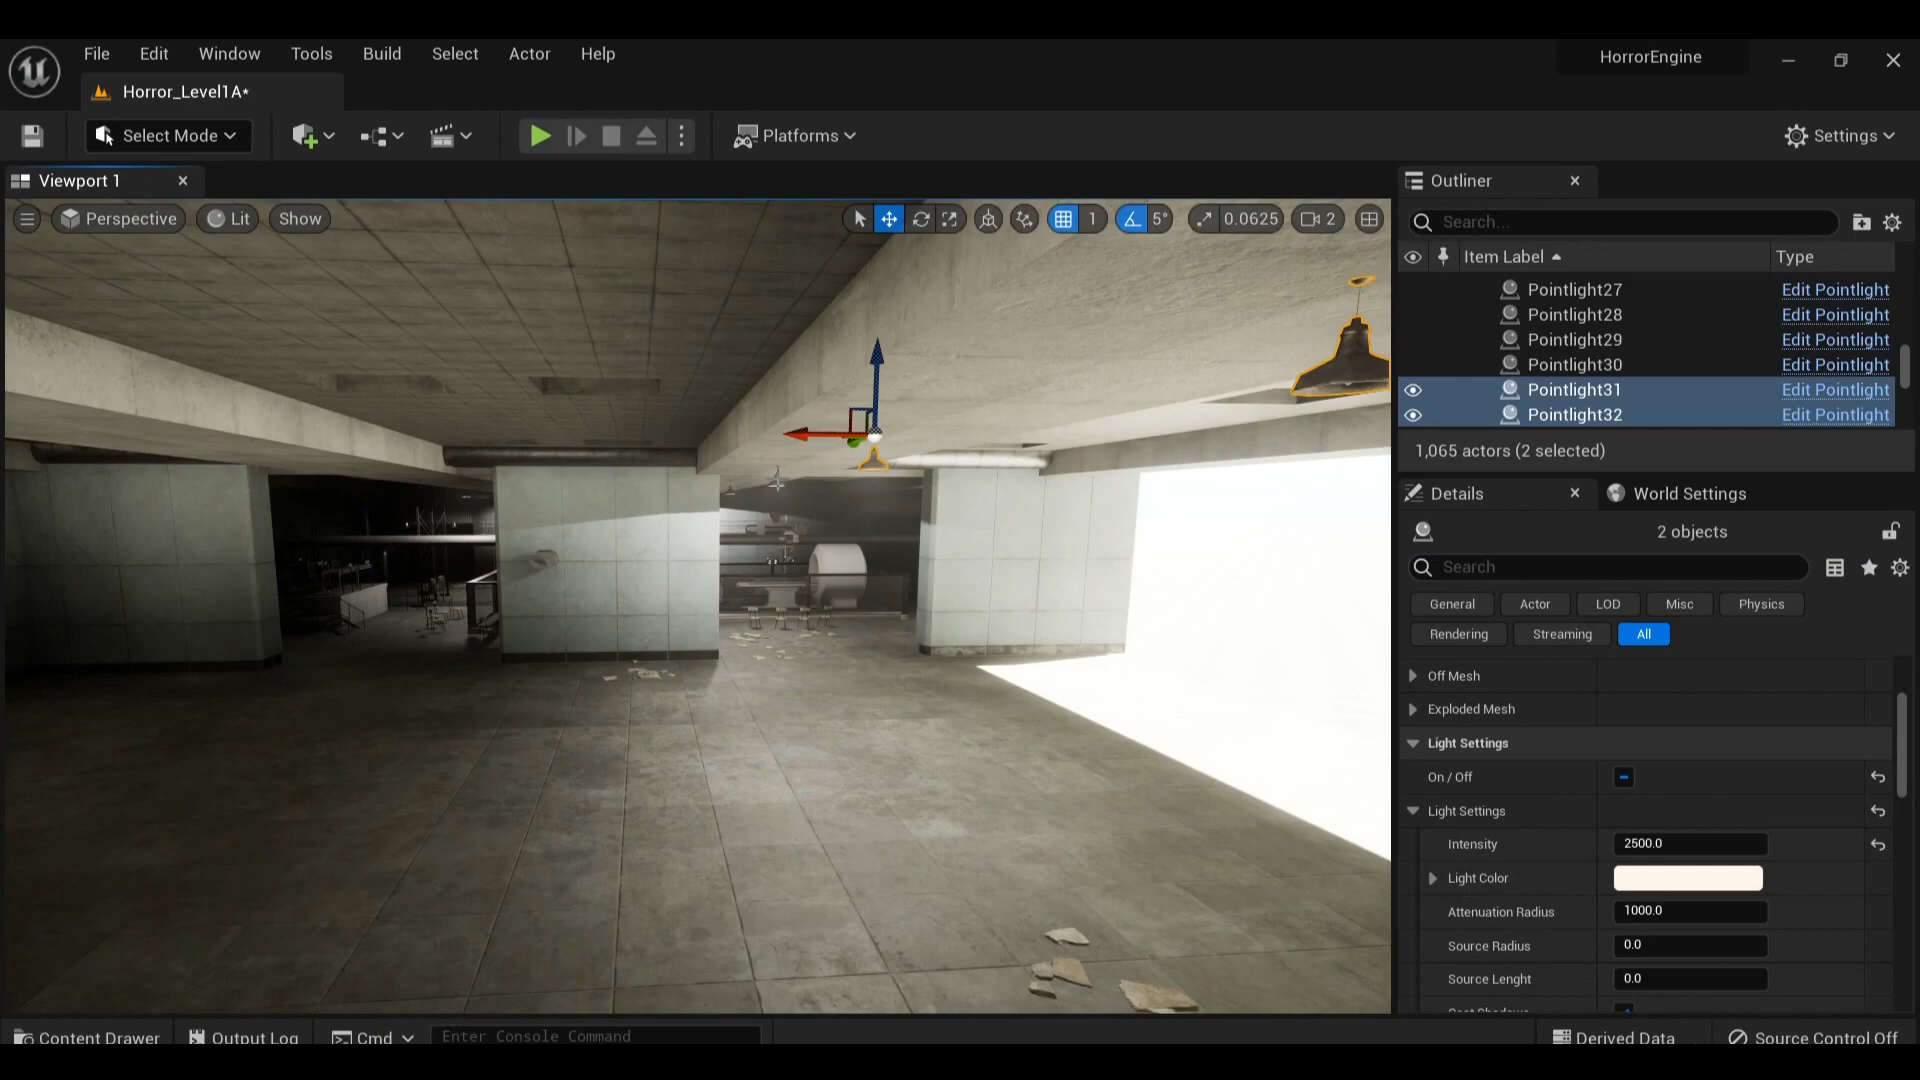 File Edit Window Tools Build Select Actor Help
HorrorEngine
Horror_Level1A*
Select Mode
Platforms
Settings
Viewport 1
Outliner
Perspective Lit Show
1 5° 0.0625 2
Search...
Item Label Type
Pointlight27 Edit Pointlight
Pointlight28 Edit Pointlight
Pointlight29 Edit Pointlight
Pointlight30 Edit Pointlight
Pointlight31 Edit Pointlight
Pointlight32 Edit Pointlight
1,065 actors (2 selected)
Details World Settings
2 objects
Search
General Actor LOD Misc Physics
Rendering Streaming All
Off Mesh
Exploded Mesh
Light Settings
On / Off
Light Settings
Intensity 2500.0
Light Color
Attenuation Radius 1000.0
Source Radius 0.0
Source Lenght 0.0
Cast Shadows
Content Drawer Output Log Cmd Enter Console Command Derived Data Source Control Off